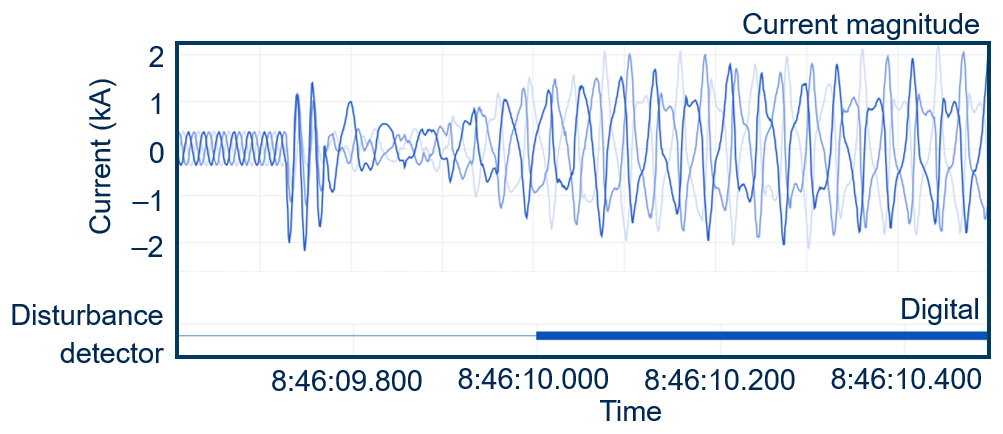 Current magnitude
Current (kA)
2
1
0
–1
–2
Disturbance
detector
Digital
8:46:09.800 8:46:10.000 8:46:10.200 8:46:10.400
Time